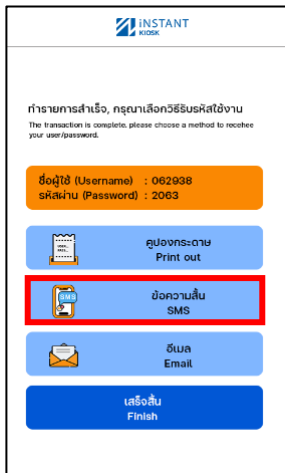 INSTANT
KIOSK
ทำรายการสำเร็จ, กรุณาเลือกวิธีรับรหัสใช้งาน
The transaction is complete, please choose a method to recehee
your user/password.
ชื่อผู้ใช้ (Username) : 062938
รหัสผ่าน (Password) : 2063
คูปองกระดาษ
Print out
SMS
ข้อความสั้น
SMS
อีเมล
Email
เสร็จสิ้น
Finish